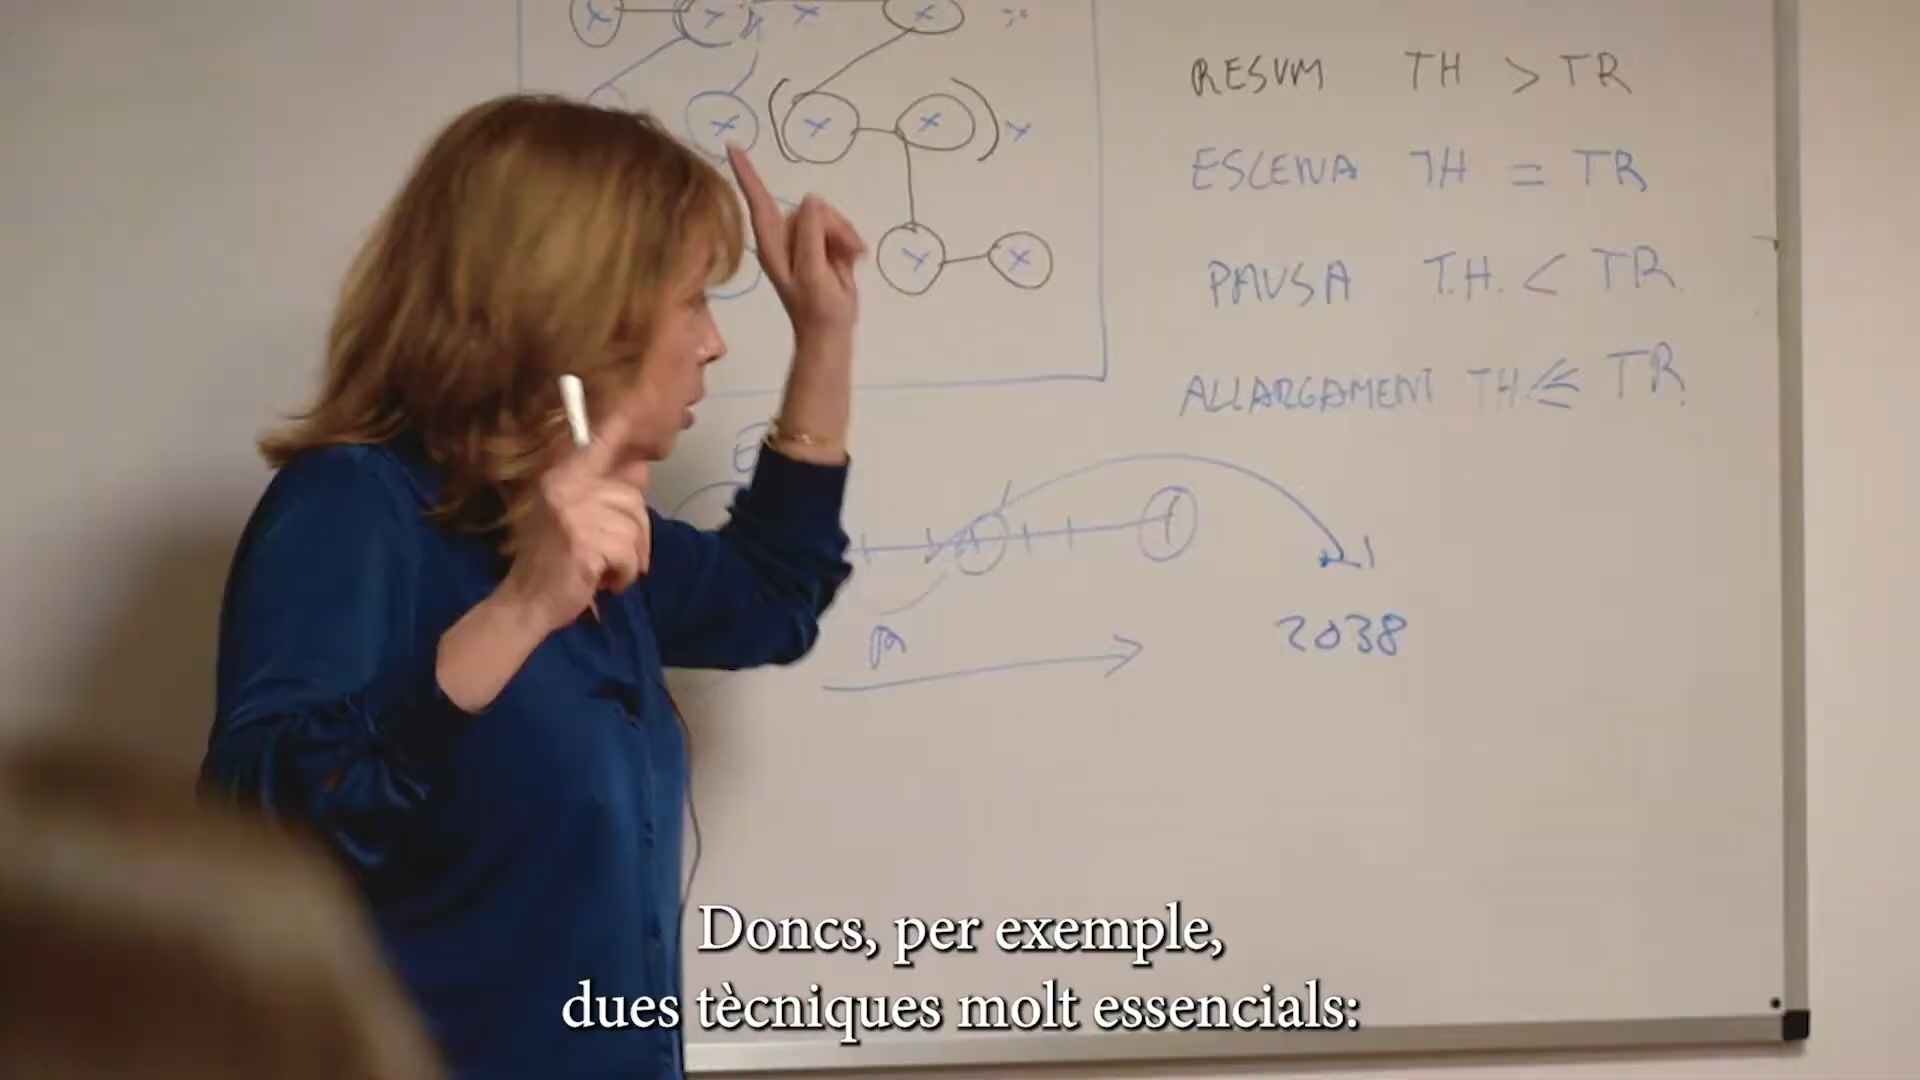 RESUM TH > TR
ESCENA TH = TR
PAUSA T.H. < TR.
ALLARGAMENT TH ≤ TR.
2038
Doncs, per exemple,
dues tècniques molt essencials: